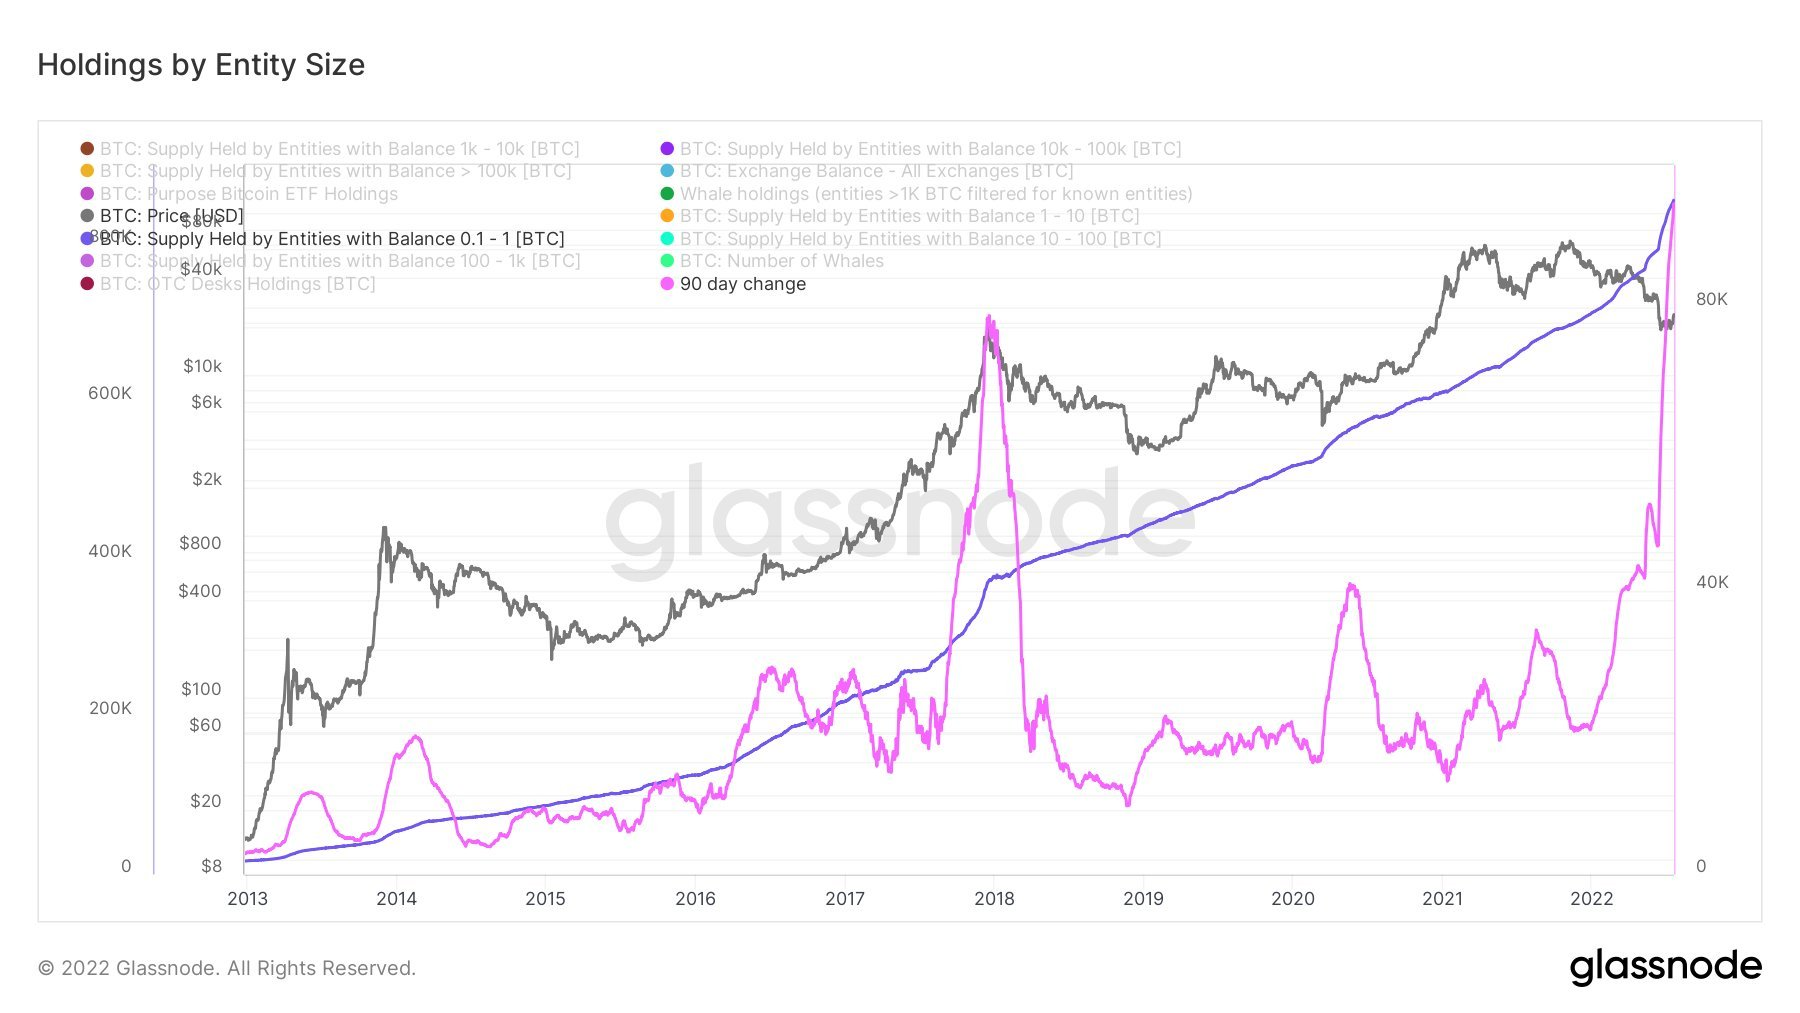 Holdings by Entity Size
BTC: Supply Held by Entities with Balance 1k - 10k [BTC]
BTC: Supply Held by Entities with Balance 10k - 100k [BTC]
BTC: Supply Held by Entities with Balance > 100k [BTC]
BTC: Exchange Balance - All Exchanges [BTC]
BTC: Purpose Bitcoin ETF Holdings
Whale holdings (entities >1K BTC filtered for known entities)
BTC: Price [USD]
BTC: Supply Held by Entities with Balance 1 - 10 [BTC]
BTC: Supply Held by Entities with Balance 0.1 - 1 [BTC]
BTC: Supply Held by Entities with Balance 10 - 100 [BTC]
BTC: Supply Held by Entities with Balance 100 - 1k [BTC]
BTC: Number of Whales
BTC: OTC Desks Holdings [BTC]
90 day change
800K
600K
400K
200K
0
$80k
$40k
$10k
$6k
$2k
$800
$400
$100
$60
$20
$8
80K
40K
0
glassnode
2013 2014 2015 2016 2017 2018 2019 2020 2021 2022
© 2022 Glassnode. All Rights Reserved.
glassnode